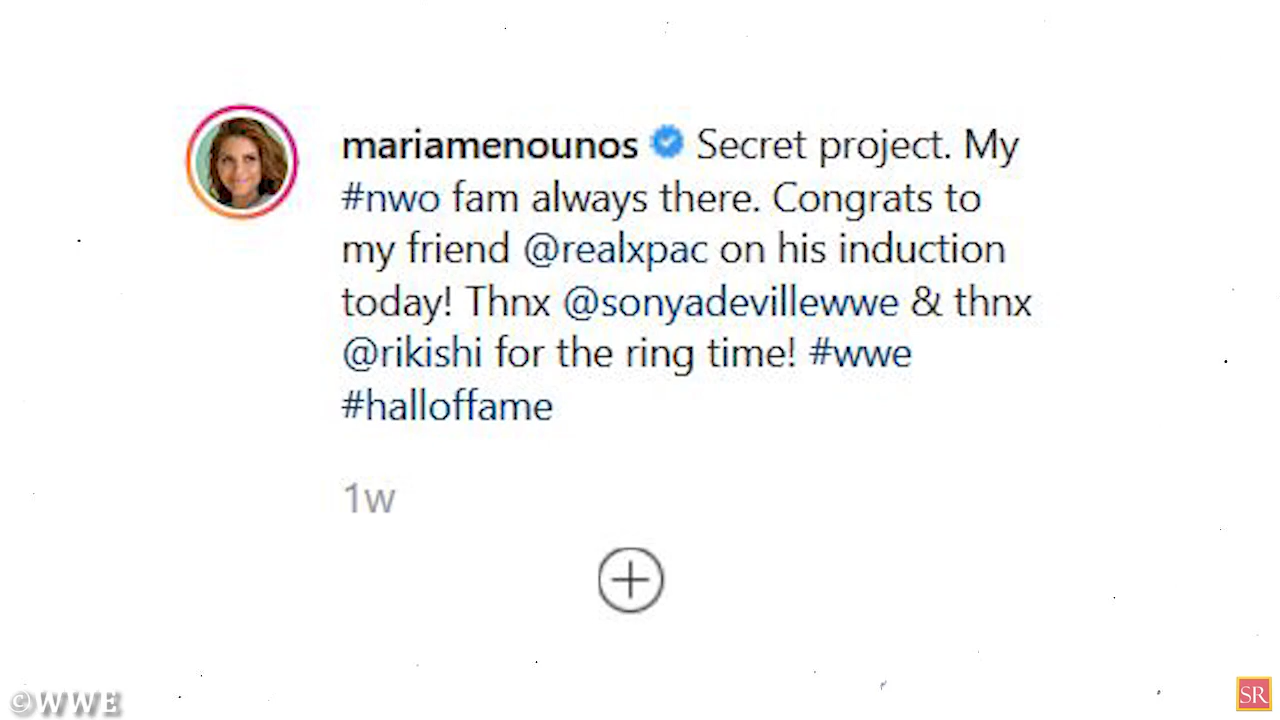 mariamenounos Secret project. My
#nwo fam always there. Congrats to
my friend @realxpac on his induction
today! Thnx @sonyadevillewwe & thnx
@rikishi for the ring time! #wwe
#halloffame
1w
©WWE
SR